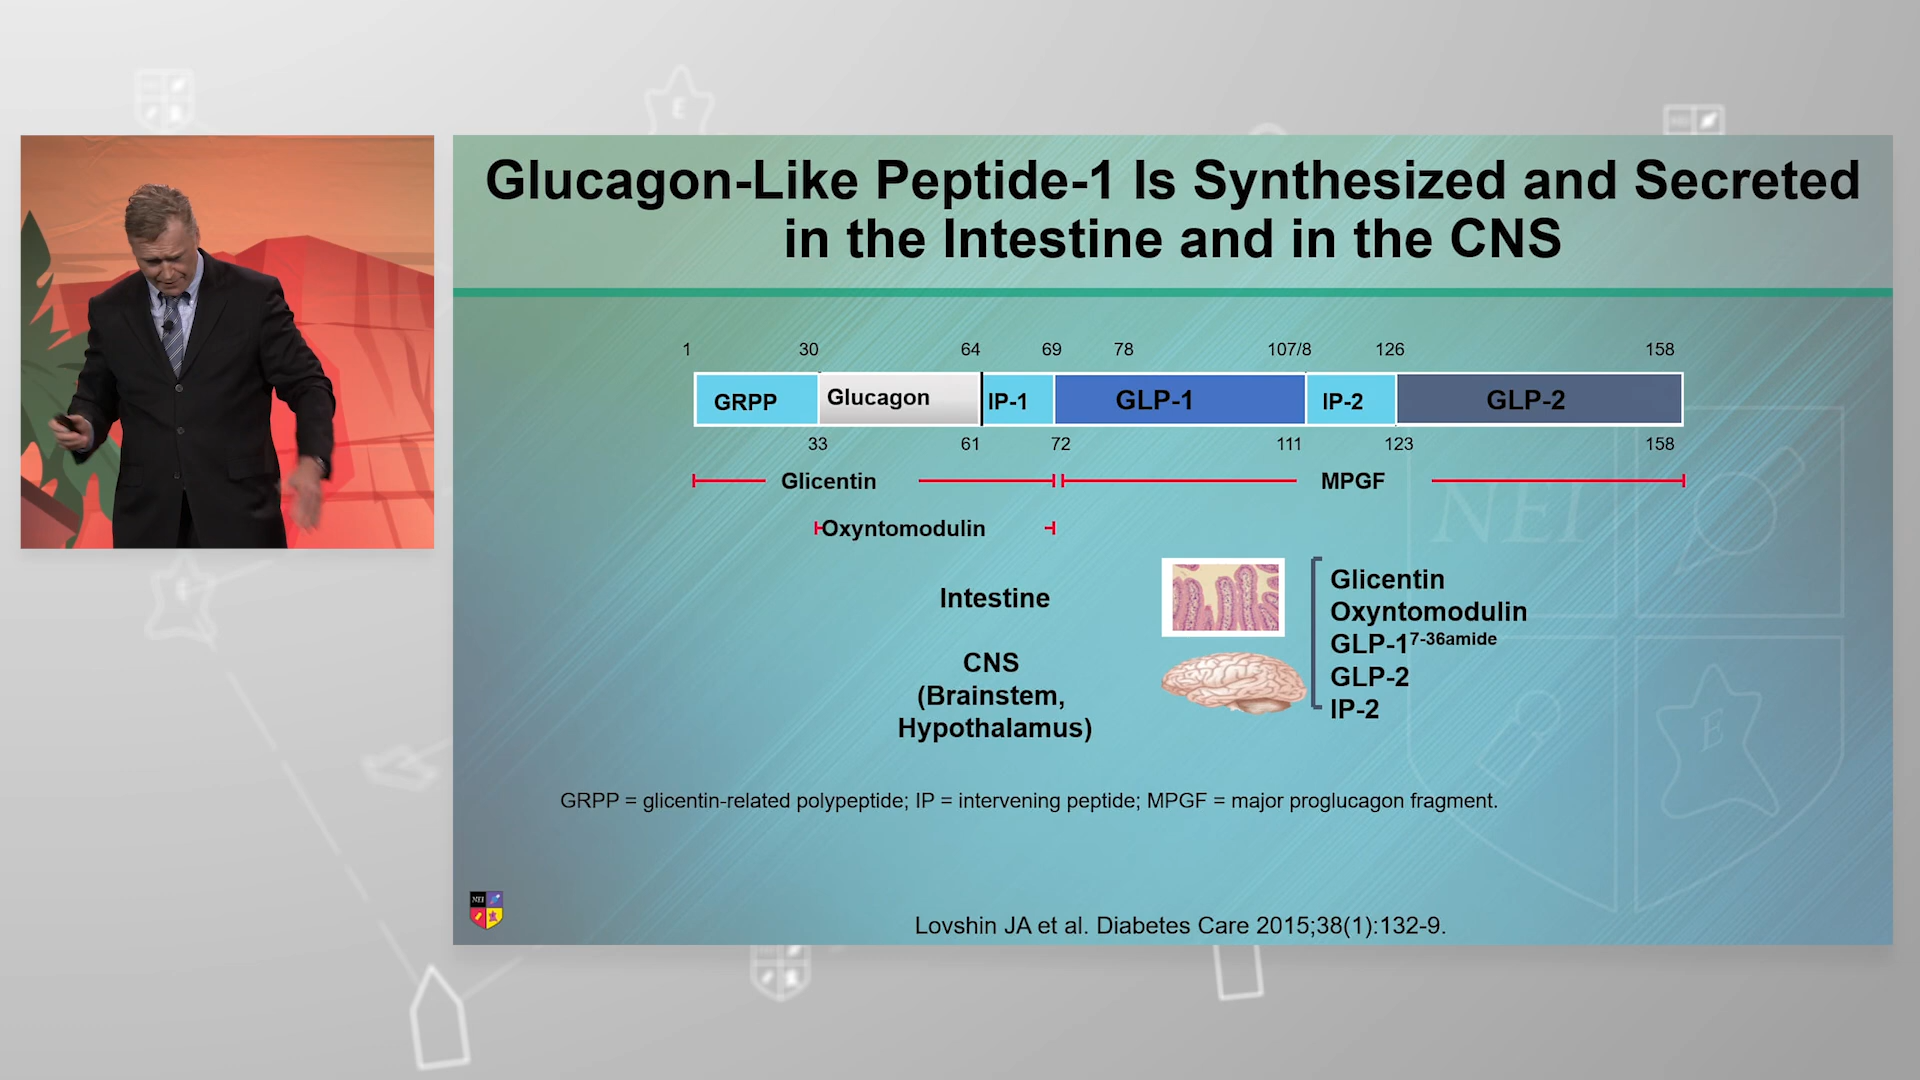 Glucagon-Like Peptide-1 Is Synthesized and Secreted
in the Intestine and in the CNS
1 30 64 69 78 107/8 126 158
GRPP Glucagon IP-1 GLP-1 IP-2 GLP-2
33 61 72 111 123 158
Glicentin MPGF
Oxyntomodulin
Intestine
CNS
(Brainstem,
Hypothalamus)
Glicentin
Oxyntomodulin
GLP-17-36amide
GLP-2
IP-2
GRPP = glicentin-related polypeptide; IP = intervening peptide; MPGF = major proglucagon fragment.
NEI
Lovshin JA et al. Diabetes Care 2015;38(1):132-9.
NEI
E
E